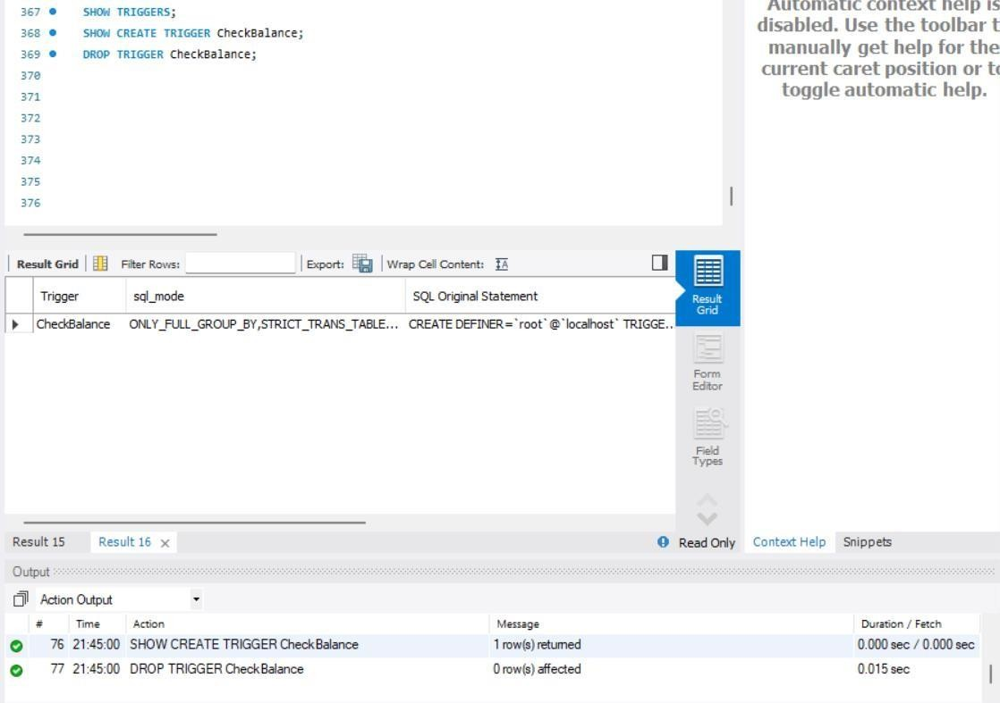 Automatic context help is
disabled. Use the toolbar t
manually get help for the
current caret position or to
toggle automatic help.
367 SHOW TRIGGERS;
368 SHOW CREATE TRIGGER CheckBalance;
369 DROP TRIGGER CheckBalance;
370
371
372
373
374
375
376
Result Grid Filter Rows: Export: Wrap Cell Content:
Trigger sql_mode SQL Original Statement
CheckBalance ONLY_FULL_GROUP_BY,STRICT_TRANS_TABLE... CREATE DEFINER=`root`@`localhost` TRIGGE...
Result
Grid
Form
Editor
Field
Types
Result 15 Result 16 Read Only Context Help Snippets
Output
Action Output
# Time Action Message Duration / Fetch
76 21:45:00 SHOW CREATE TRIGGER CheckBalance 1 row(s) returned 0.000 sec / 0.000 sec
77 21:45:00 DROP TRIGGER CheckBalance 0 row(s) affected 0.015 sec